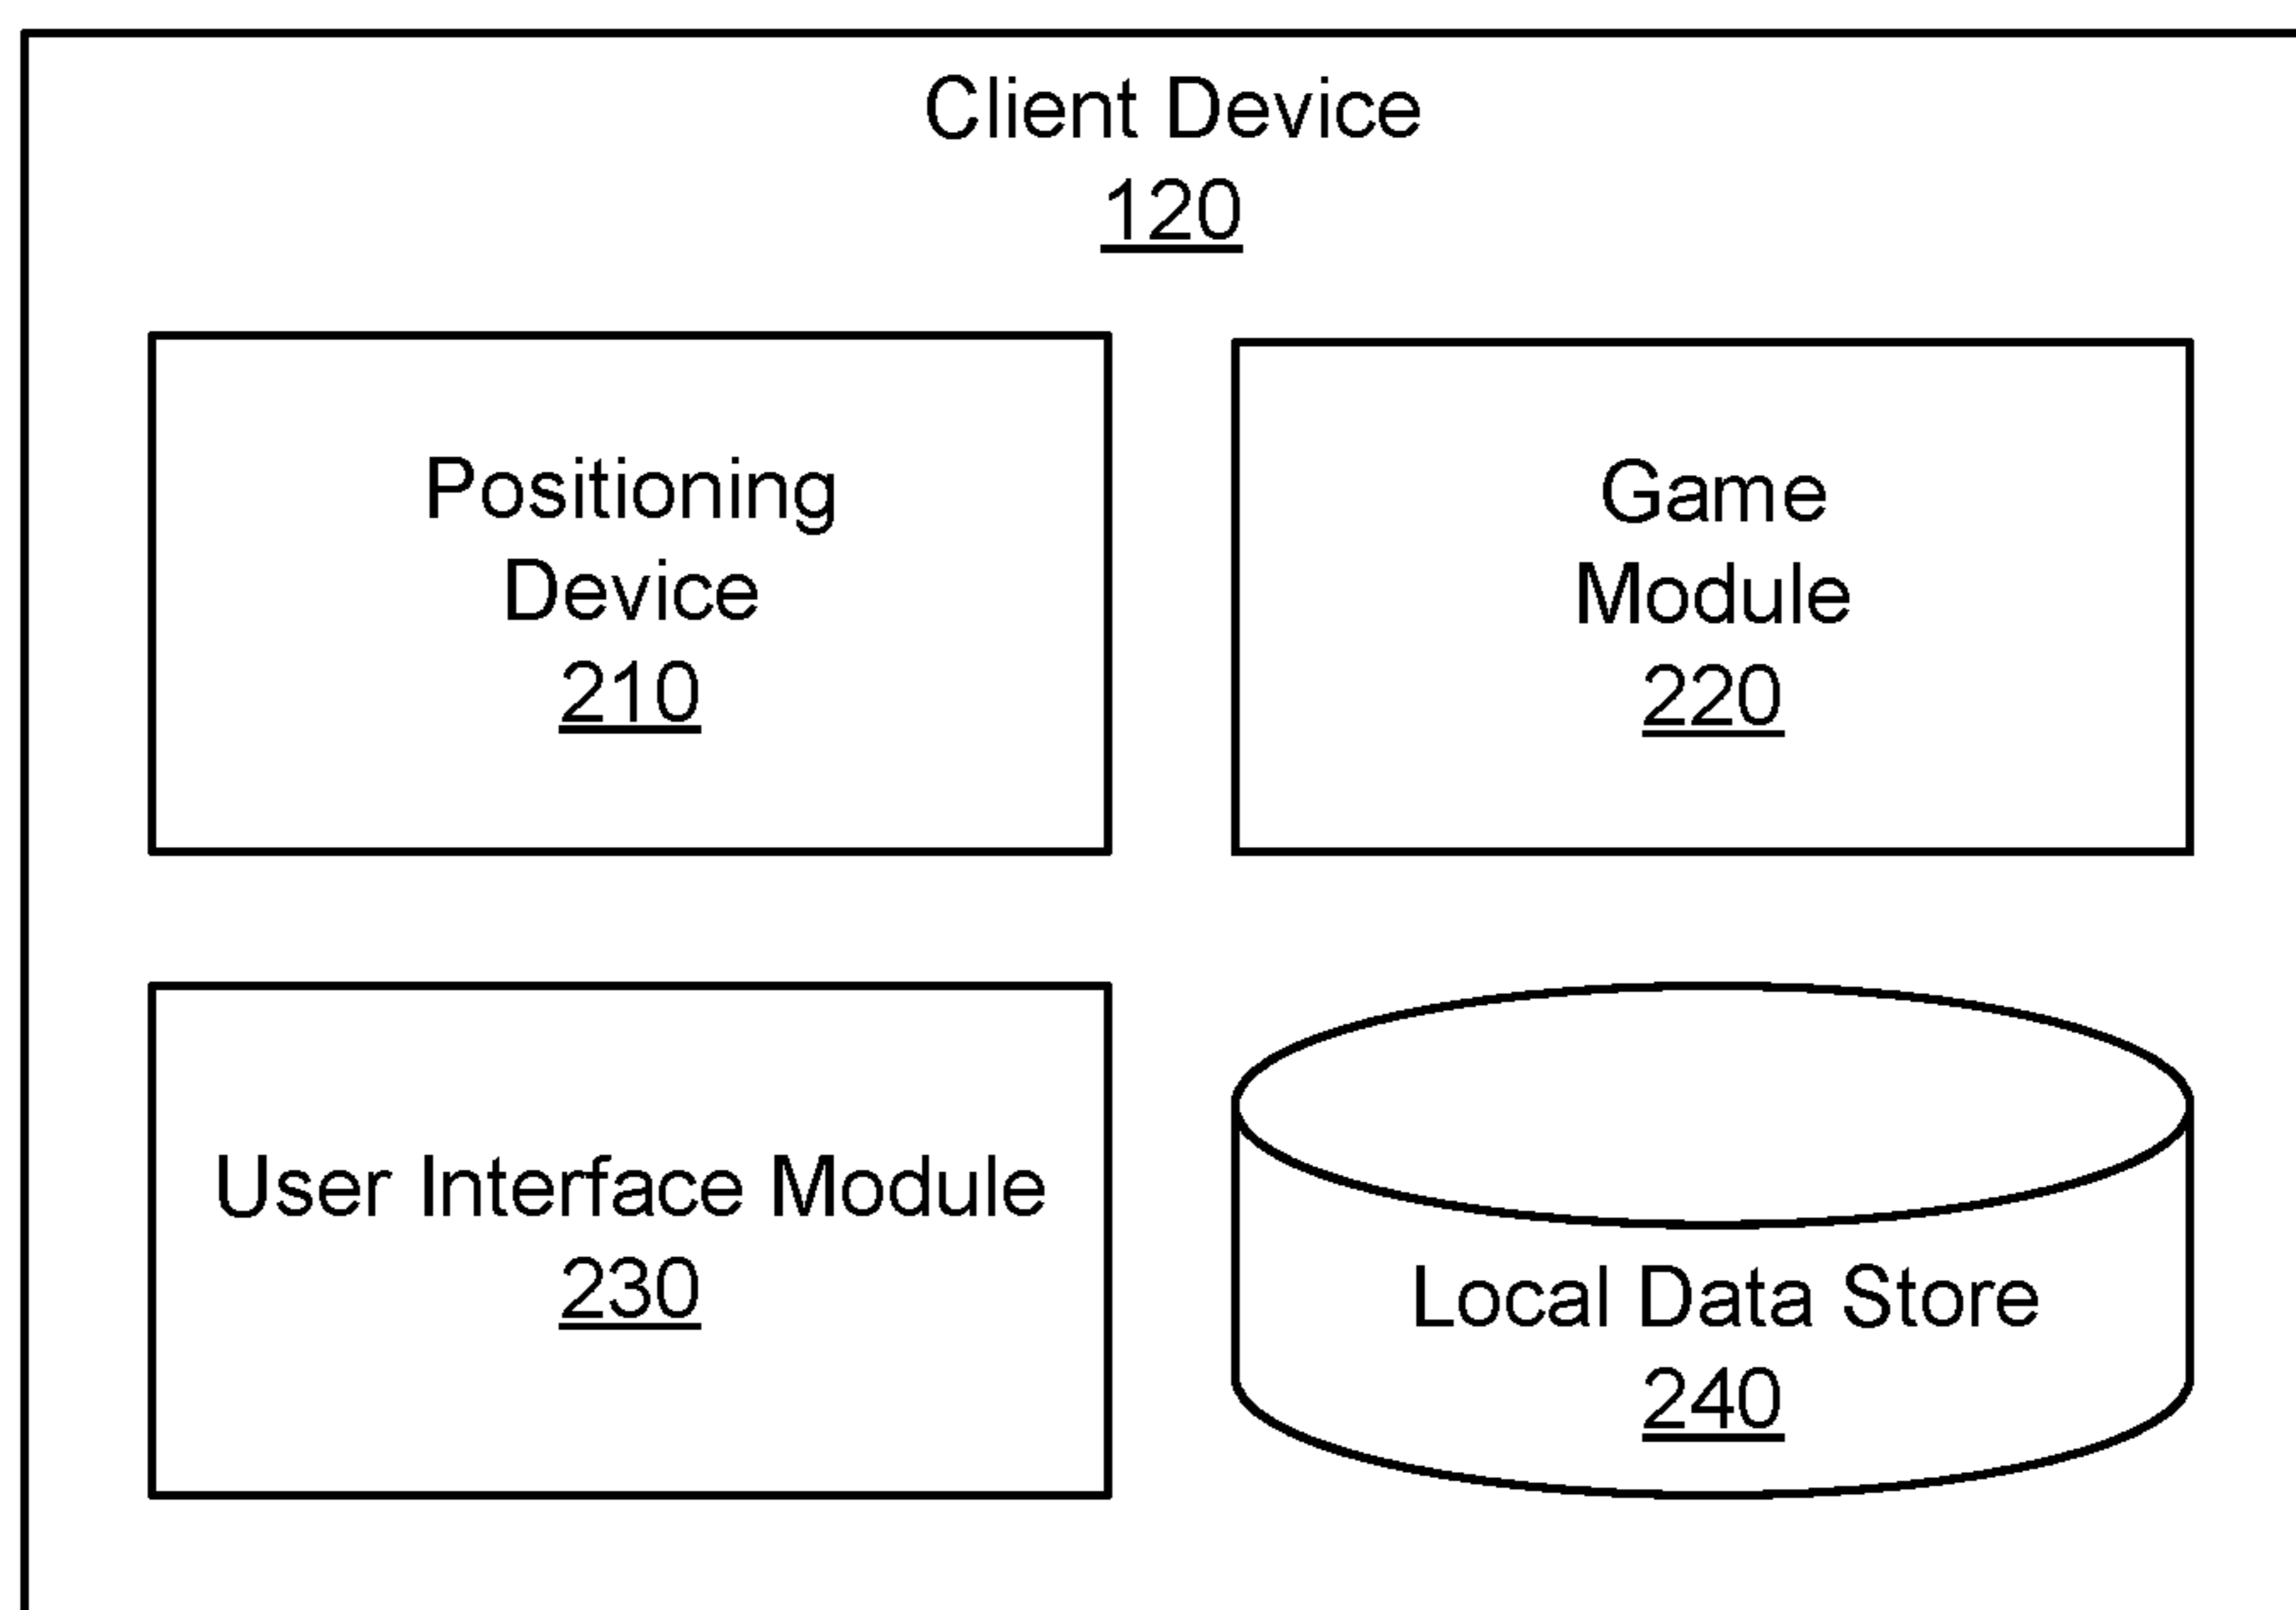 Client Device
120
Positioning
Device
210
Game
Module
220
User Interface Module
230
Local Data Store
240